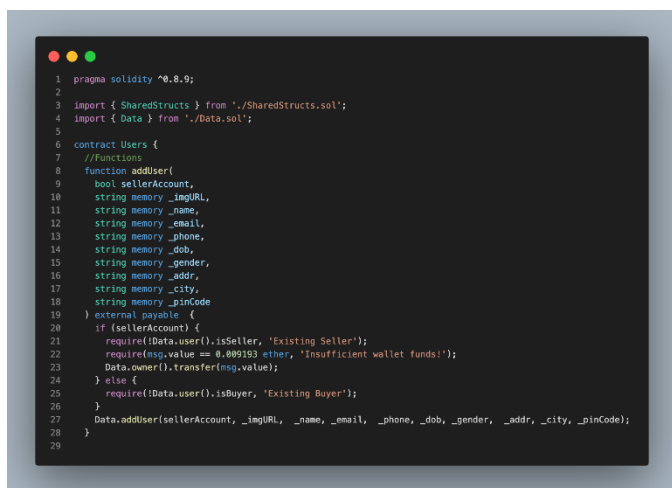 1 pragma solidity ^0.8.9;
2
3 import { SharedStructs } from './SharedStructs.sol';
4 import { Data } from './Data.sol';
5
6 contract Users {
7 //Functions
8 function addUser(
9 bool sellerAccount,
10 string memory _imgURL,
11 string memory _name,
12 string memory _email,
13 string memory _phone,
14 string memory _dob,
15 string memory _gender,
16 string memory _addr,
17 string memory _city,
18 string memory _pinCode
19 ) external payable {
20 if (sellerAccount) {
21 require(!Data.user().isSeller, 'Existing Seller');
22 require(msg.value == 0.009193 ether, 'Insufficient wallet funds!');
23 Data.owner().transfer(msg.value);
24 } else {
25 require(!Data.user().isBuyer, 'Existing Buyer');
26 }
27 Data.addUser(sellerAccount, _imgURL, _name, _email, _phone, _dob, _gender, _addr, _city, _pinCode);
28 }
29